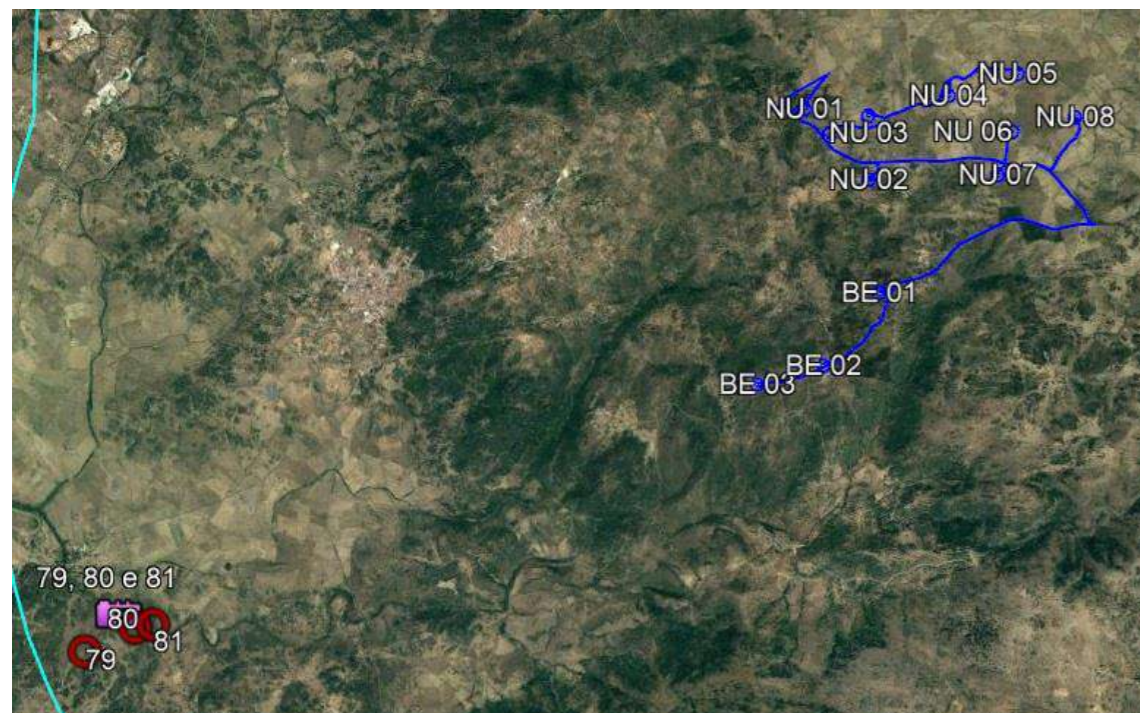 NU 05
NU 04
NU 01
NU 08
NU 03
NU 06
NU 02
NU 07
BE 01
BE 02
BE 03
79, 80 e 81
80
81
79